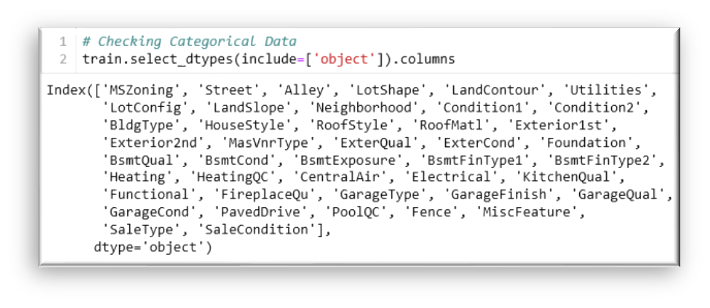 1 # Checking Categorical Data
2 train.select_dtypes(include=['object']).columns
Index(['MSZoning', 'Street', 'Alley', 'LotShape', 'LandContour', 'Utilities',
'LotConfig', 'LandSlope', 'Neighborhood', 'Condition1', 'Condition2',
'BldgType', 'HouseStyle', 'RoofStyle', 'RoofMatl', 'Exterior1st',
'Exterior2nd', 'MasVnrType', 'ExterQual', 'ExterCond', 'Foundation',
'BsmtQual', 'BsmtCond', 'BsmtExposure', 'BsmtFinType1', 'BsmtFinType2',
'Heating', 'HeatingQC', 'CentralAir', 'Electrical', 'KitchenQual',
'Functional', 'FireplaceQu', 'GarageType', 'GarageFinish', 'GarageQual',
'GarageCond', 'PavedDrive', 'PoolQC', 'Fence', 'MiscFeature',
'SaleType', 'SaleCondition'],
dtype='object')